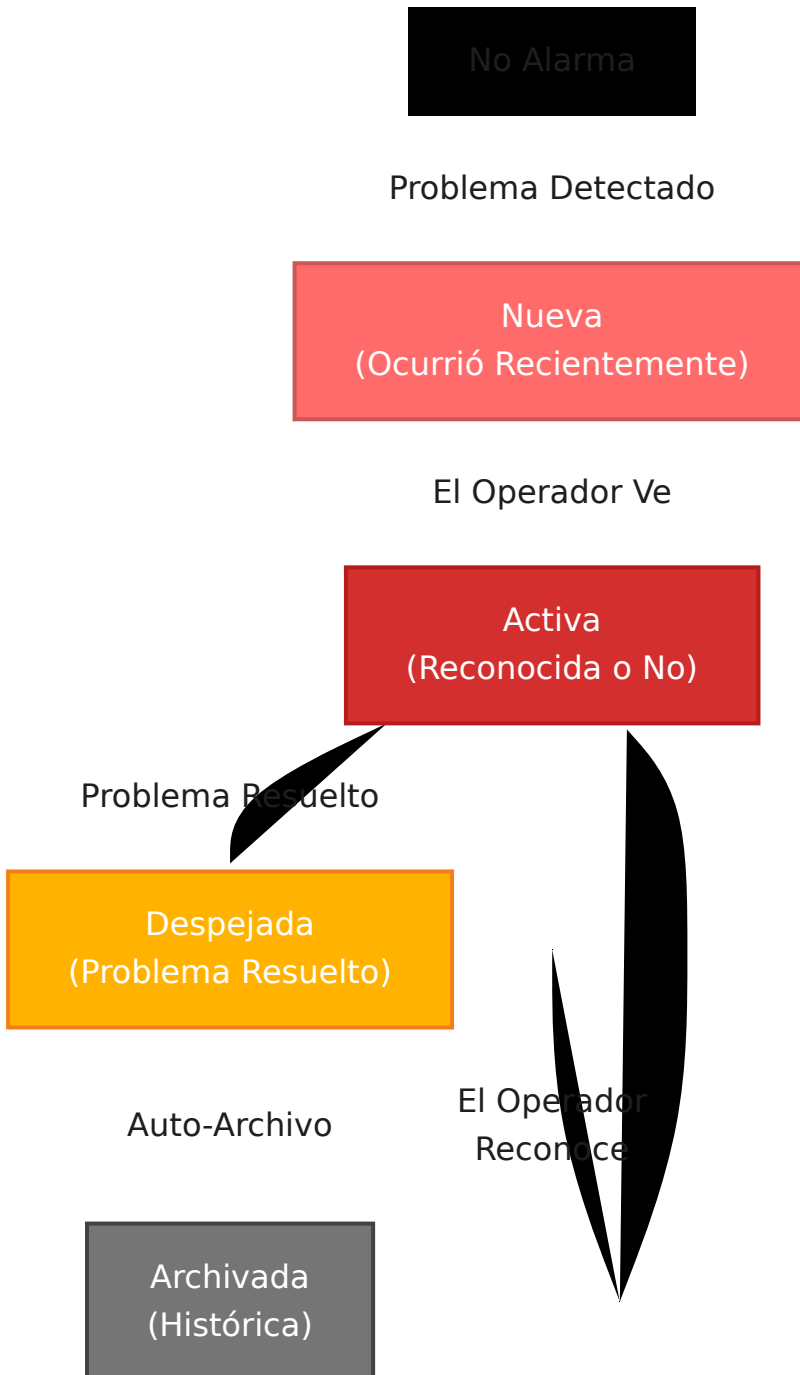 No Alarma
Problema Detectado
Nueva
(Ocurrió Recientemente)
El Operador Ve
Activa
(Reconocida o No)
Problema Resuelto
Despejada
(Problema Resuelto)
El Operador
Reconoce
Auto-Archivo
Archivada
(Histórica)